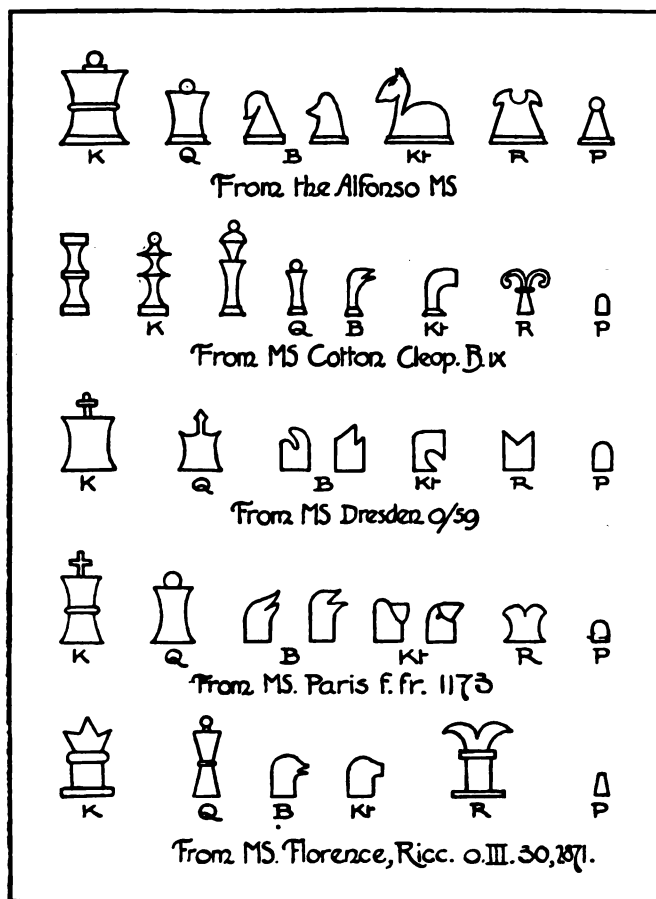 K Q B Kt R P
From the Alfonso MS
K Q B Kt R P
From MS Cotton Cleop. B. ix
K Q B Kt R P
From MS Dresden 0/59
K Q B Kt R P
From MS. Paris f. fr. 1173
K Q B Kt R P
From MS. Florence, Ricc. O. III. 30, 1871.